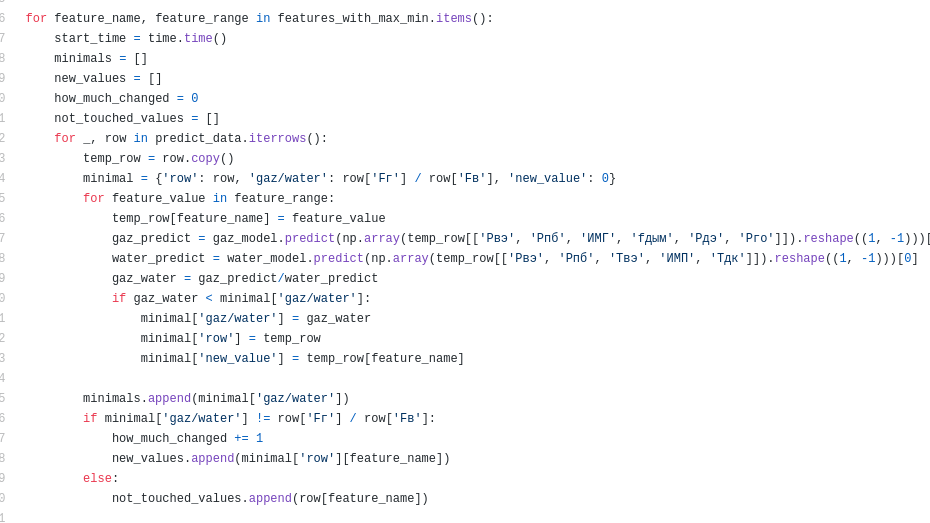 6 for feature_name, feature_range in features_with_max_min.items():
7     start_time = time.time()
8     minimals = []
9     new_values = []
0     how_much_changed = 0
1     not_touched_values = []
2     for _, row in predict_data.iterrows():
3         temp_row = row.copy()
4         minimal = {'row': row, 'gaz/water': row['Fг'] / row['Fв'], 'new_value': 0}
5         for feature_value in feature_range:
6             temp_row[feature_name] = feature_value
7             gaz_predict = gaz_model.predict(np.array(temp_row[['Рвэ', 'Рпб', 'ИМГ', 'fдым', 'Рдэ', 'Рго']]).reshape((1, -1)))[
8             water_predict = water_model.predict(np.array(temp_row[['Рвэ', 'Рпб', 'Твэ', 'ИМП', 'Тдк']]).reshape((1, -1)))[0]
9             gaz_water = gaz_predict/water_predict
0             if gaz_water < minimal['gaz/water']:
1                 minimal['gaz/water'] = gaz_water
2                 minimal['row'] = temp_row
3                 minimal['new_value'] = temp_row[feature_name]
4
5         minimals.append(minimal['gaz/water'])
6         if minimal['gaz/water'] != row['Fг'] / row['Fв']:
7             how_much_changed += 1
8             new_values.append(minimal['row'][feature_name])
9         else:
0             not_touched_values.append(row[feature_name])
1